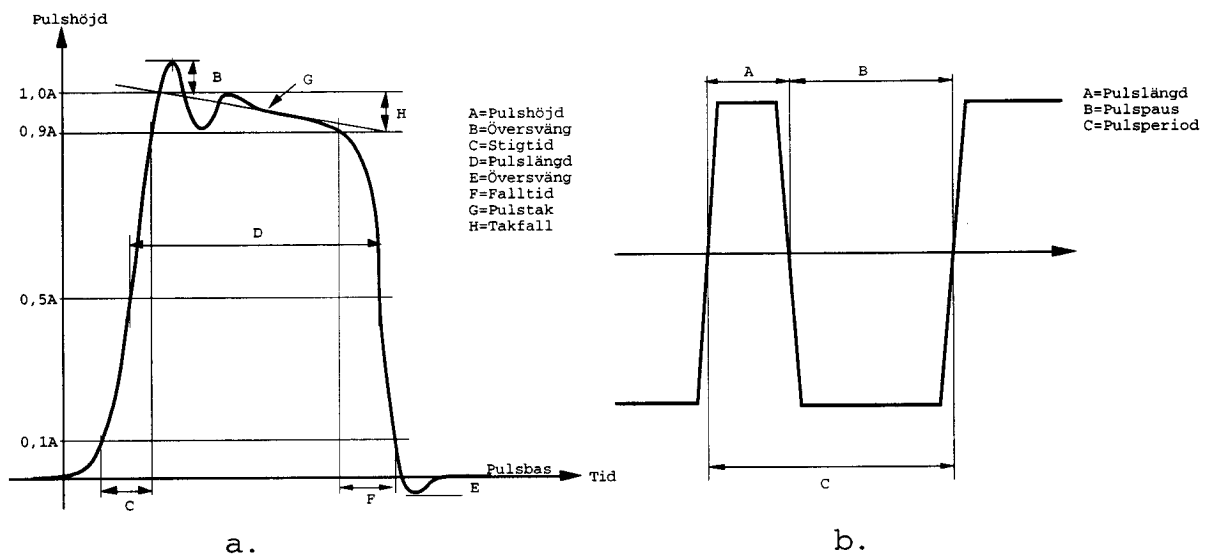 Pulshöjd
B
G
1,0A
H
0,9A
A=Pulshöjd
B=Översväng
C=Stigtid
D=Pulslängd
E=Översväng
F=Falltid
G=Pulstak
H=Takfall
D
0,5A
0,1A
Pulsbas
Tid
C
F
E
a.
A
B
A=Pulslängd
B=Pulspaus
C=Pulsperiod
C
b.